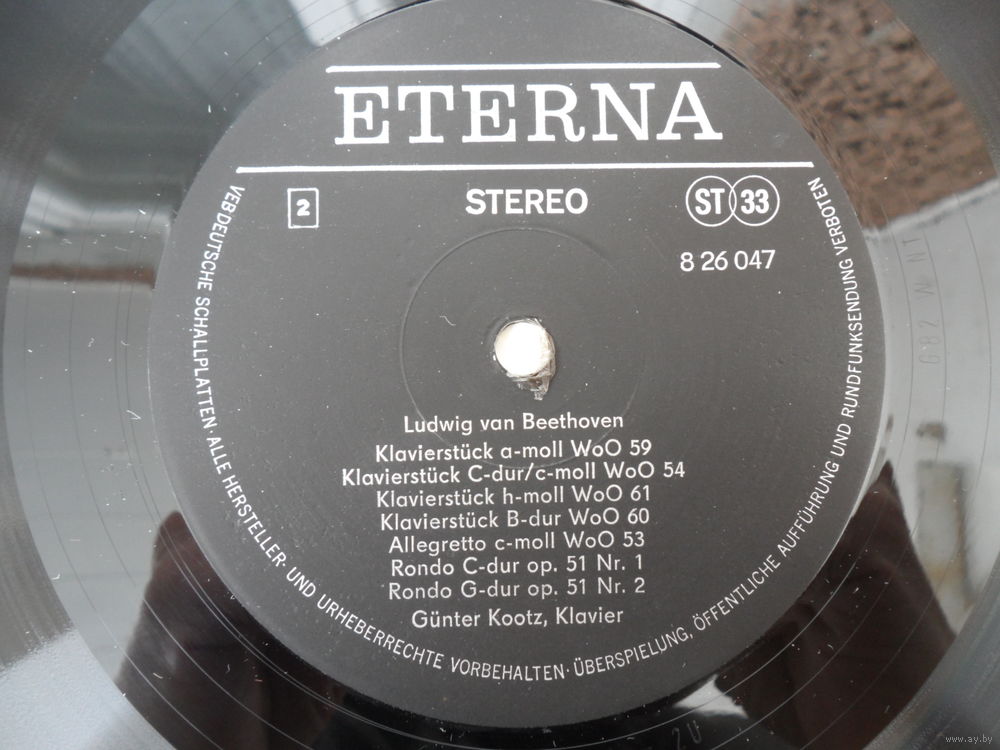 ETERNA
2
STEREO
ST 33
8 26 047
Ludwig van Beethoven
Klavierstück a-moll WoO 59
Klavierstück C-dur/c-moll WoO 54
Klavierstück h-moll WoO 61
Klavierstück B-dur WoO 60
Allegretto c-moll WoO 53
Rondo C-dur op. 51 Nr. 1
Rondo G-dur op. 51 Nr. 2
Günter Kootz, Klavier
VEB DEUTSCHE SCHALLPLATTEN · ALLE HERSTELLER- UND URHEBERRECHTE VORBEHALTEN · ÜBERSPIELUNG, ÖFFENTLICHE AUFFÜHRUNG UND RUNDFUNKSENDUNG VERBOTEN
www.ay.by